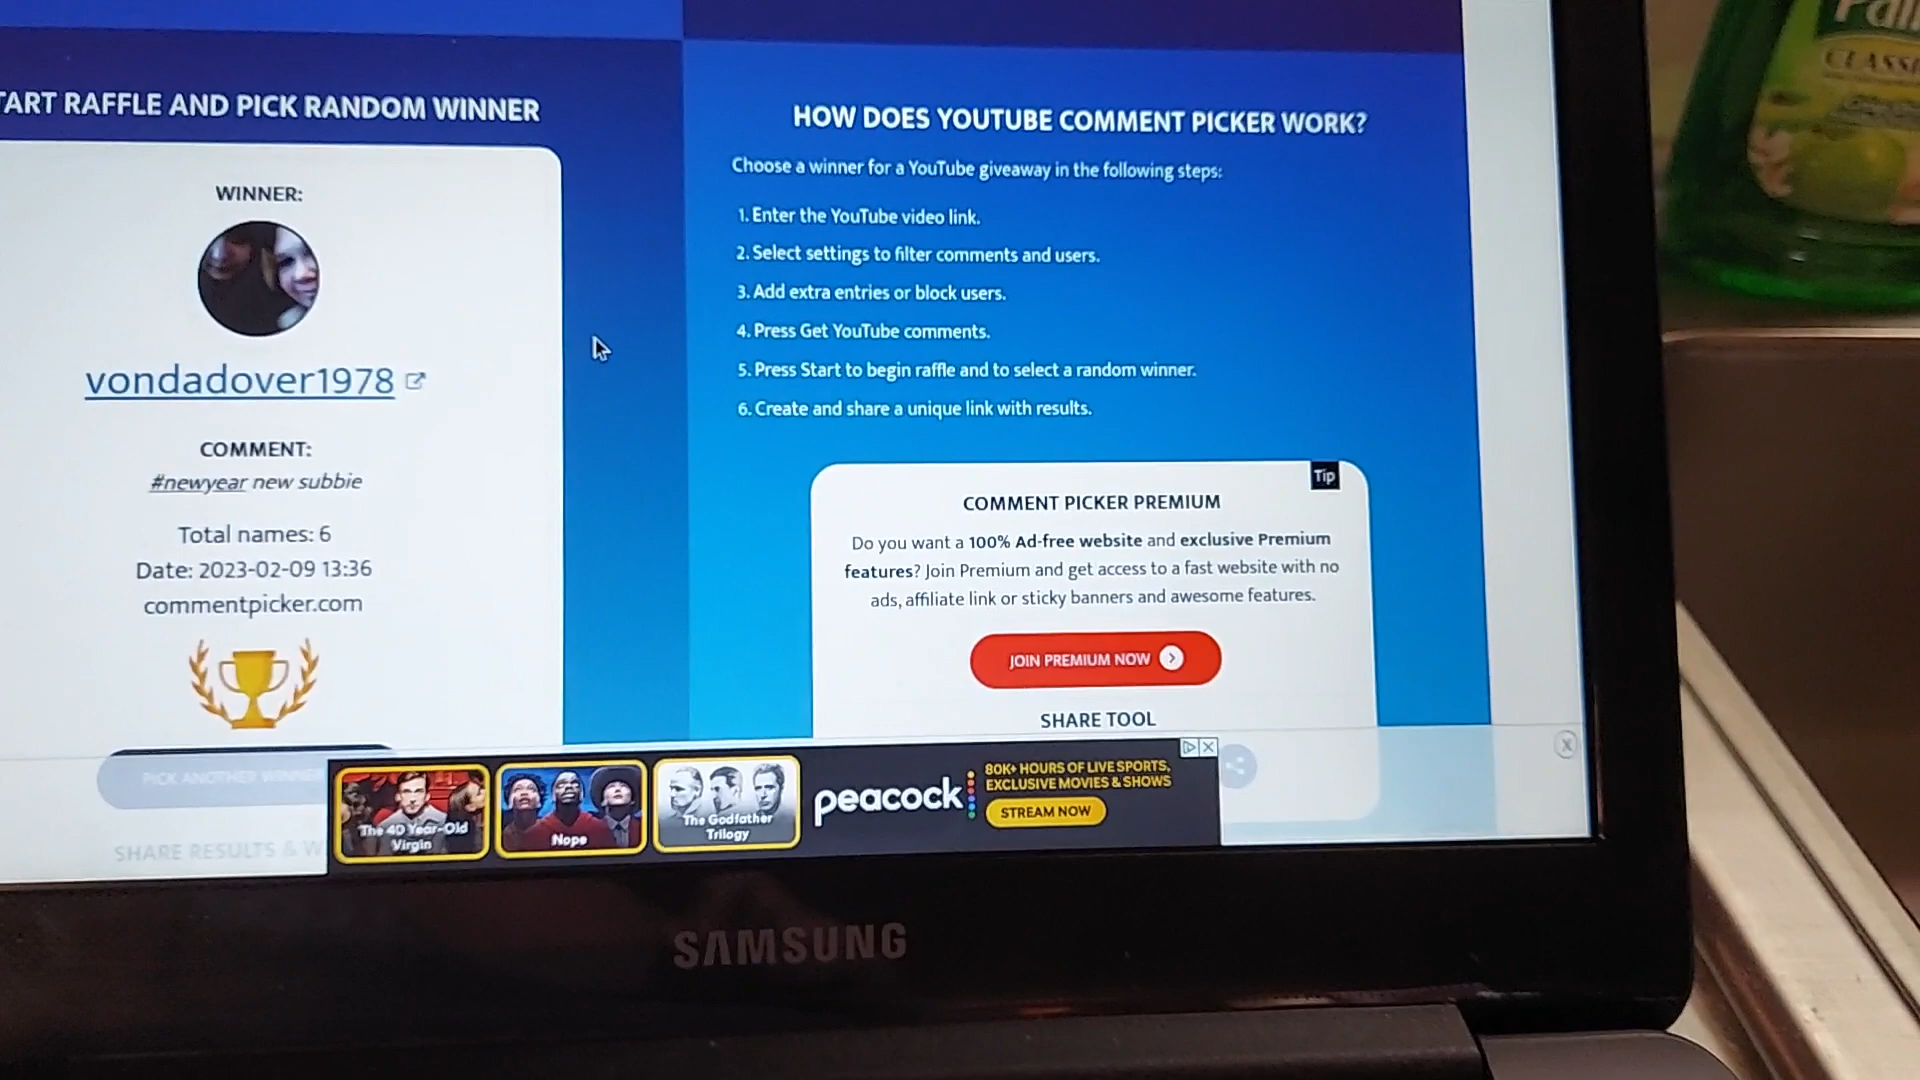 TART RAFFLE AND PICK RANDOM WINNER
WINNER:
vondadover1978
COMMENT:
#newyear new subbie
Total names: 6
Date: 2023-02-09 13:36
commentpicker.com
PICK ANOTHER WINNER
SHARE RESULTS & W
HOW DOES YOUTUBE COMMENT PICKER WORK?
Choose a winner for a YouTube giveaway in the following steps:
1. Enter the YouTube video link.
2. Select settings to filter comments and users.
3. Add extra entries or block users.
4. Press Get YouTube comments.
5. Press Start to begin raffle and to select a random winner.
6. Create and share a unique link with results.
Tip
COMMENT PICKER PREMIUM
Do you want a 100% Ad-free website and exclusive Premium
features? Join Premium and get access to a fast website with no
ads, affiliate link or sticky banners and awesome features.
JOIN PREMIUM NOW
SHARE TOOL
The 40 Year-Old
Virgin
Nope
The Godfather
Trilogy
peacock
80K+ HOURS OF LIVE SPORTS,
EXCLUSIVE MOVIES & SHOWS
STREAM NOW
SAMSUNG
Palm
CLASSI